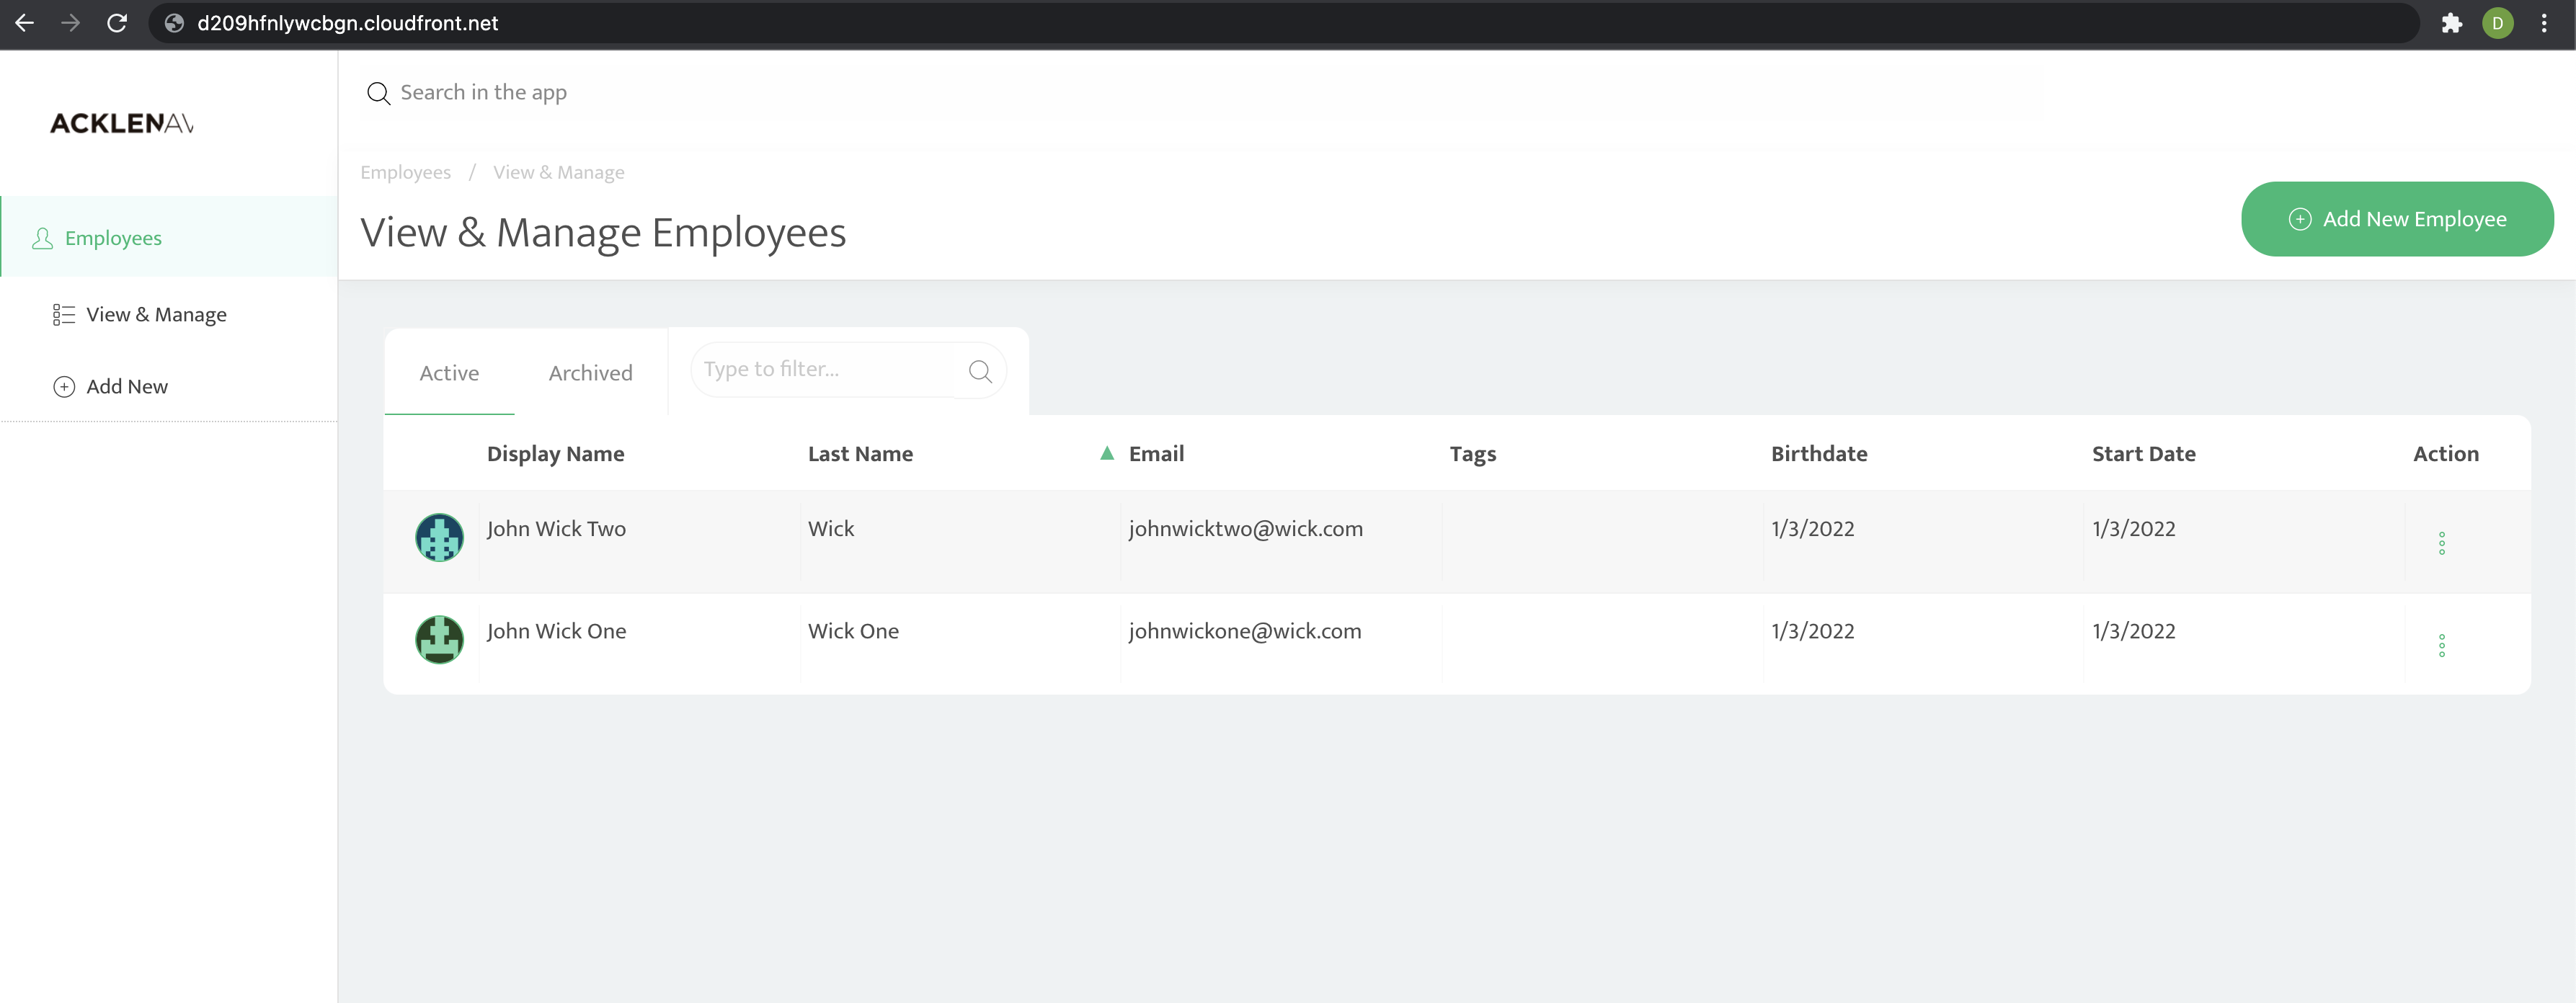 d209hfnlywcbgn.cloudfront.net
D
ACKLENAV
Search in the app
Employees / View & Manage
View & Manage Employees
Add New Employee
Employees
View & Manage
Add New
Active Archived Type to filter...
Display Name Last Name Email Tags Birthdate Start Date Action
John Wick Two Wick johnwicktwo@wick.com 1/3/2022 1/3/2022
John Wick One Wick One johnwickone@wick.com 1/3/2022 1/3/2022